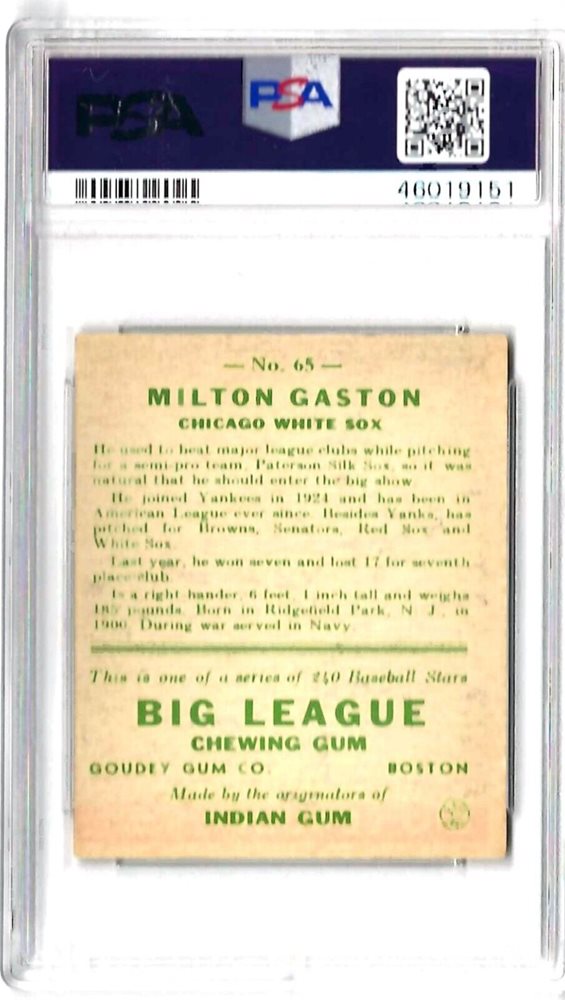 PSA
PSA
46019151
— No. 65 —
MILTON GASTON
CHICAGO WHITE SOX
He used to beat major league clubs while pitching
for a semi-pro team, Paterson Silk Sox, so it was
natural that he should enter the big show.
He joined Yankees in 1924 and has been in
American League ever since. Besides Yanks, has
pitched for Browns, Senators, Red Sox and
White Sox.
Last year, he won seven and lost 17 for seventh
place club.
Is a right hander, 6 feet, 1 inch tall and weighs
185 pounds. Born in Ridgefield Park, N. J., in
1900. During war served in Navy.
This is one of a series of 240 Baseball Stars
BIG LEAGUE
CHEWING GUM
GOUDEY GUM CO. BOSTON
Made by the originators of
INDIAN GUM